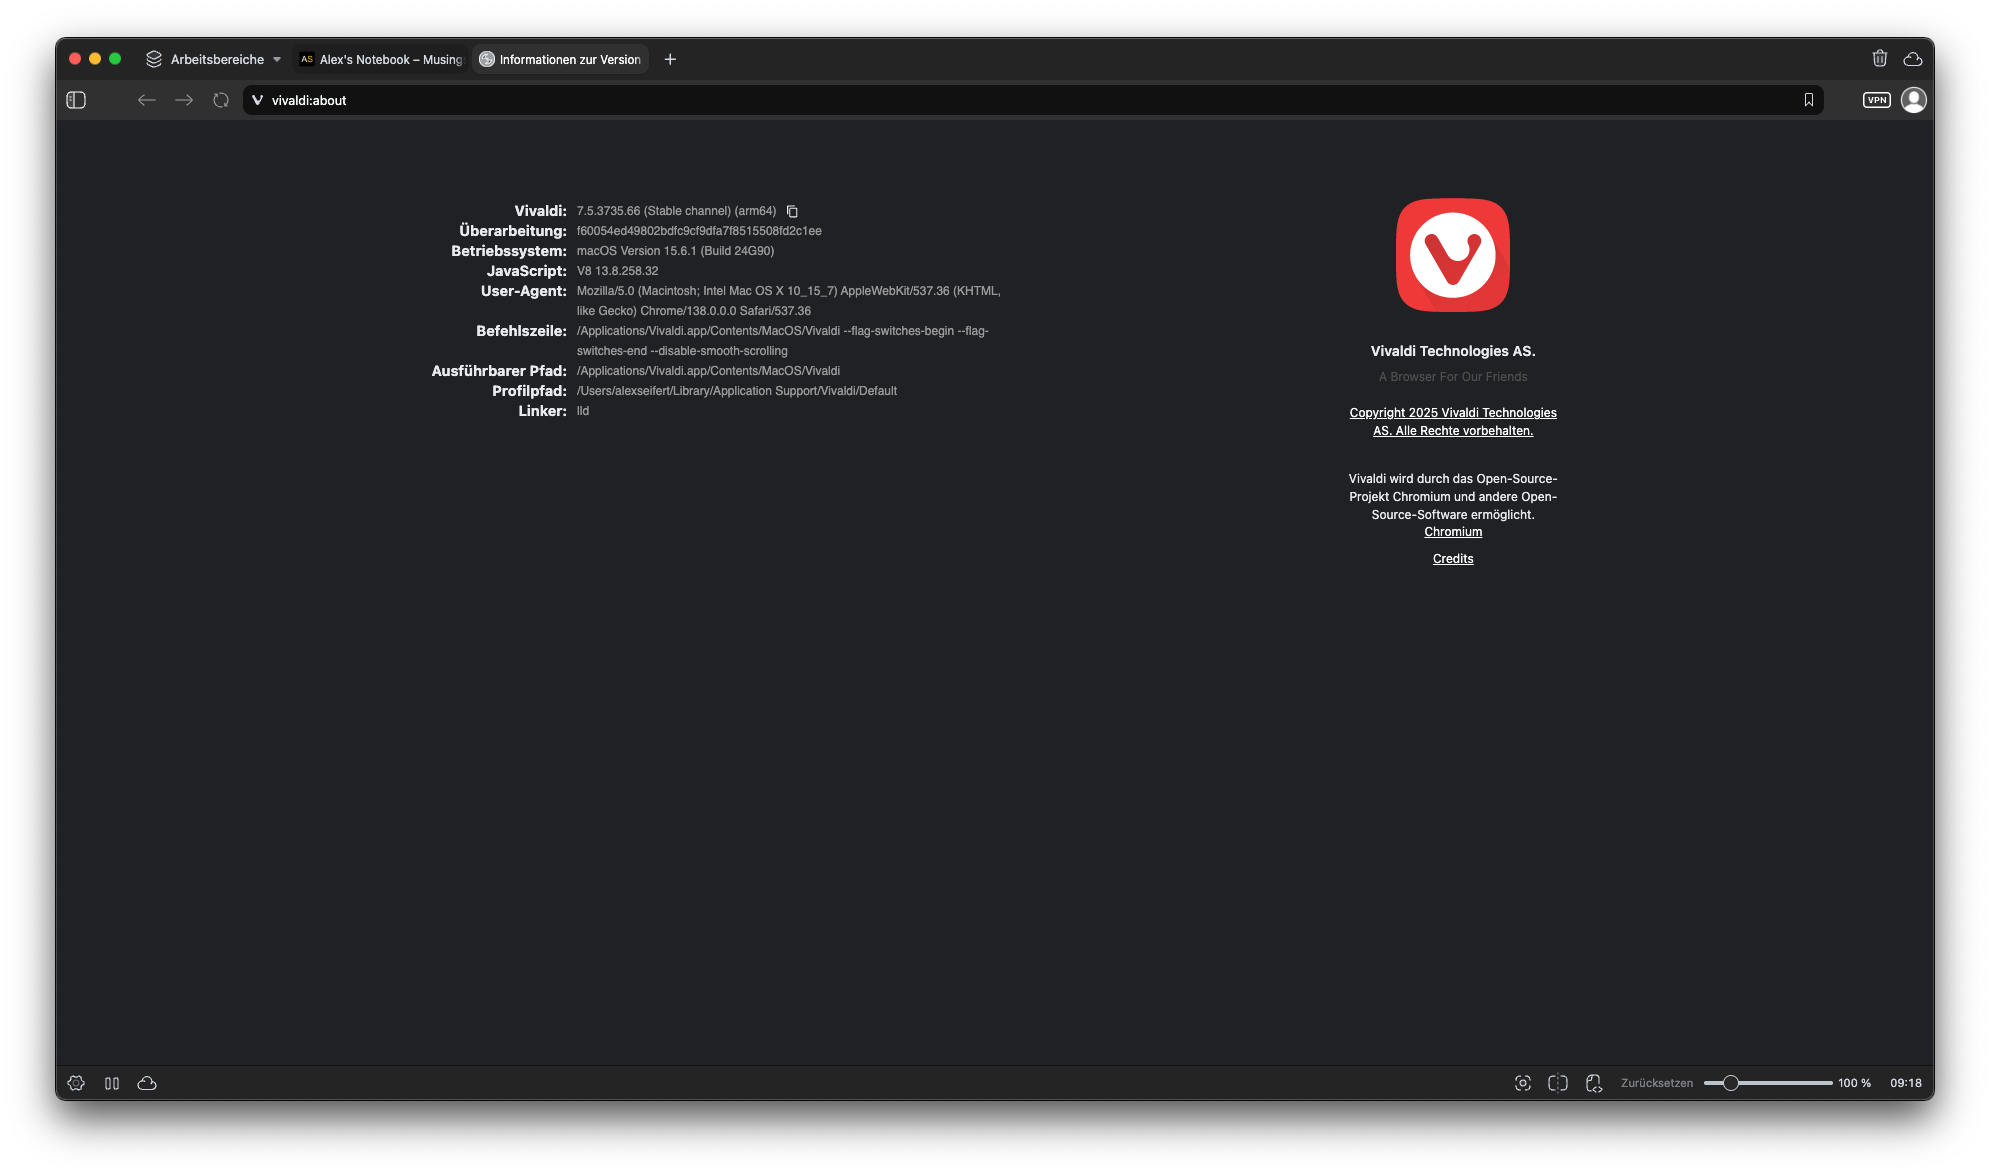 Arbeitsbereiche
AS Alex's Notebook – Musing
Informationen zur Version
vivaldi:about
VPN
Vivaldi: 7.5.3735.66 (Stable channel) (arm64)
Überarbeitung: f60054ed49802bdfc9cf9dfa7f8515508fd2c1ee
Betriebssystem: macOS Version 15.6.1 (Build 24G90)
JavaScript: V8 13.8.258.32
User-Agent: Mozilla/5.0 (Macintosh; Intel Mac OS X 10_15_7) AppleWebKit/537.36 (KHTML,
like Gecko) Chrome/138.0.0.0 Safari/537.36
Befehlszeile: /Applications/Vivaldi.app/Contents/MacOS/Vivaldi --flag-switches-begin --flag-
switches-end --disable-smooth-scrolling
Ausführbarer Pfad: /Applications/Vivaldi.app/Contents/MacOS/Vivaldi
Profilpfad: /Users/alexseifert/Library/Application Support/Vivaldi/Default
Linker: lld
Vivaldi Technologies AS.
A Browser For Our Friends
Copyright 2025 Vivaldi Technologies
AS. Alle Rechte vorbehalten.
Vivaldi wird durch das Open-Source-
Projekt Chromium und andere Open-
Source-Software ermöglicht.
Chromium
Credits
Zurücksetzen
100 %
09:18